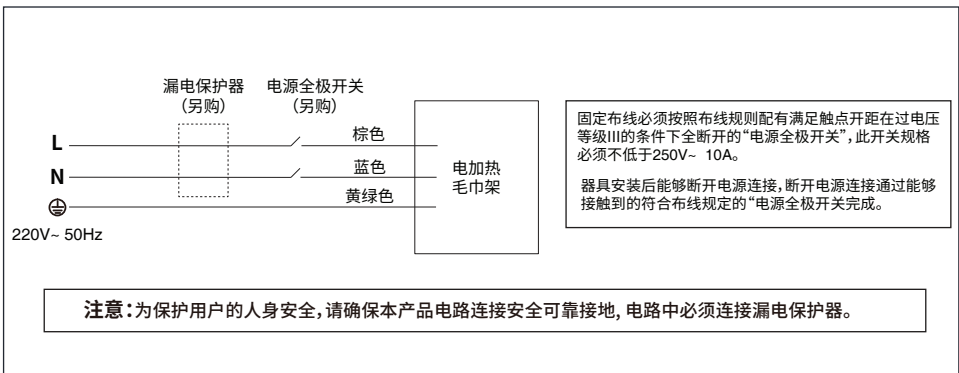 漏电保护器 电源全极开关
(另购) (另购)
L 棕色
N 蓝色
黄绿色
电加热
毛巾架
220V~ 50Hz
固定布线必须按照布线规则配有满足触点开距在过电压
等级III的条件下全断开的“电源全极开关”,此开关规格
必须不低于250V~ 10A。
器具安装后能够断开电源连接,断开电源连接通过能够
接触到的符合布线规定的“电源全极开关完成。
注意:为保护用户的人身安全,请确保本产品电路连接安全可靠接地, 电路中必须连接漏电保护器。